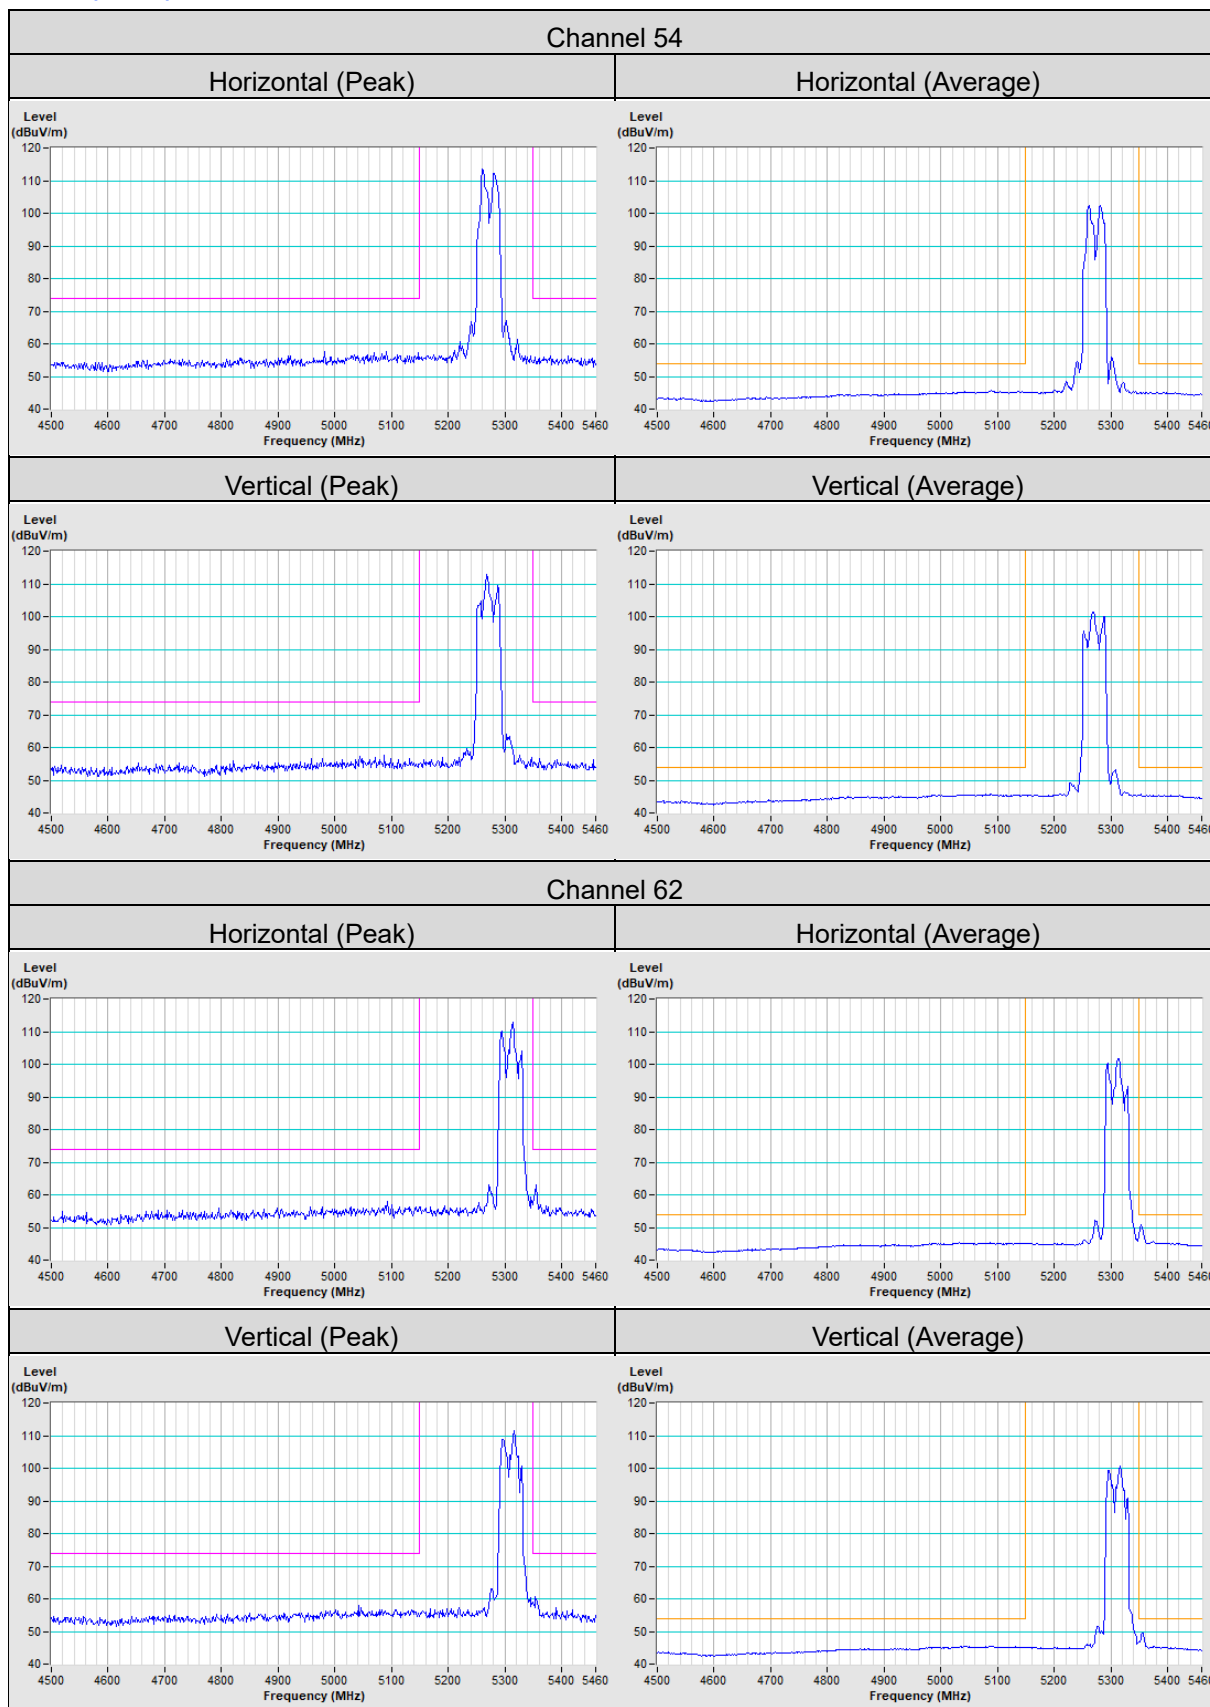 Channel 54
Horizontal (Peak) Horizontal (Average)
Level Level
(dBuV/m) (dBuV/m)
120 120
110 110
100 100
90 90
80 80
70 70
60 60
50 50
40 40
4500 4600 4700 4800 4900 5000 5100 5200 5300 5400 5460 4500 4600 4700 4800 4900 5000 5100 5200 5300 5400 5460
Frequency (MHz) Frequency (MHz)
Vertical (Peak) Vertical (Average)
Level Level
(dBuV/m) (dBuV/m)
120 120
110 110
100 100
90 90
80 80
70 70
60 60
50 50
40 40
4500 4600 4700 4800 4900 5000 5100 5200 5300 5400 5460 4500 4600 4700 4800 4900 5000 5100 5200 5300 5400 5460
Frequency (MHz) Frequency (MHz)
Channel 62
Horizontal (Peak) Horizontal (Average)
Level Level
(dBuV/m) (dBuV/m)
120 120
110 110
100 100
90 90
80 80
70 70
60 60
50 50
40 40
4500 4600 4700 4800 4900 5000 5100 5200 5300 5400 5460 4500 4600 4700 4800 4900 5000 5100 5200 5300 5400 5460
Frequency (MHz) Frequency (MHz)
Vertical (Peak) Vertical (Average)
Level Level
(dBuV/m) (dBuV/m)
120 120
110 110
100 100
90 90
80 80
70 70
60 60
50 50
40 40
4500 4600 4700 4800 4900 5000 5100 5200 5300 5400 5460 4500 4600 4700 4800 4900 5000 5100 5200 5300 5400 5460
Frequency (MHz) Frequency (MHz)